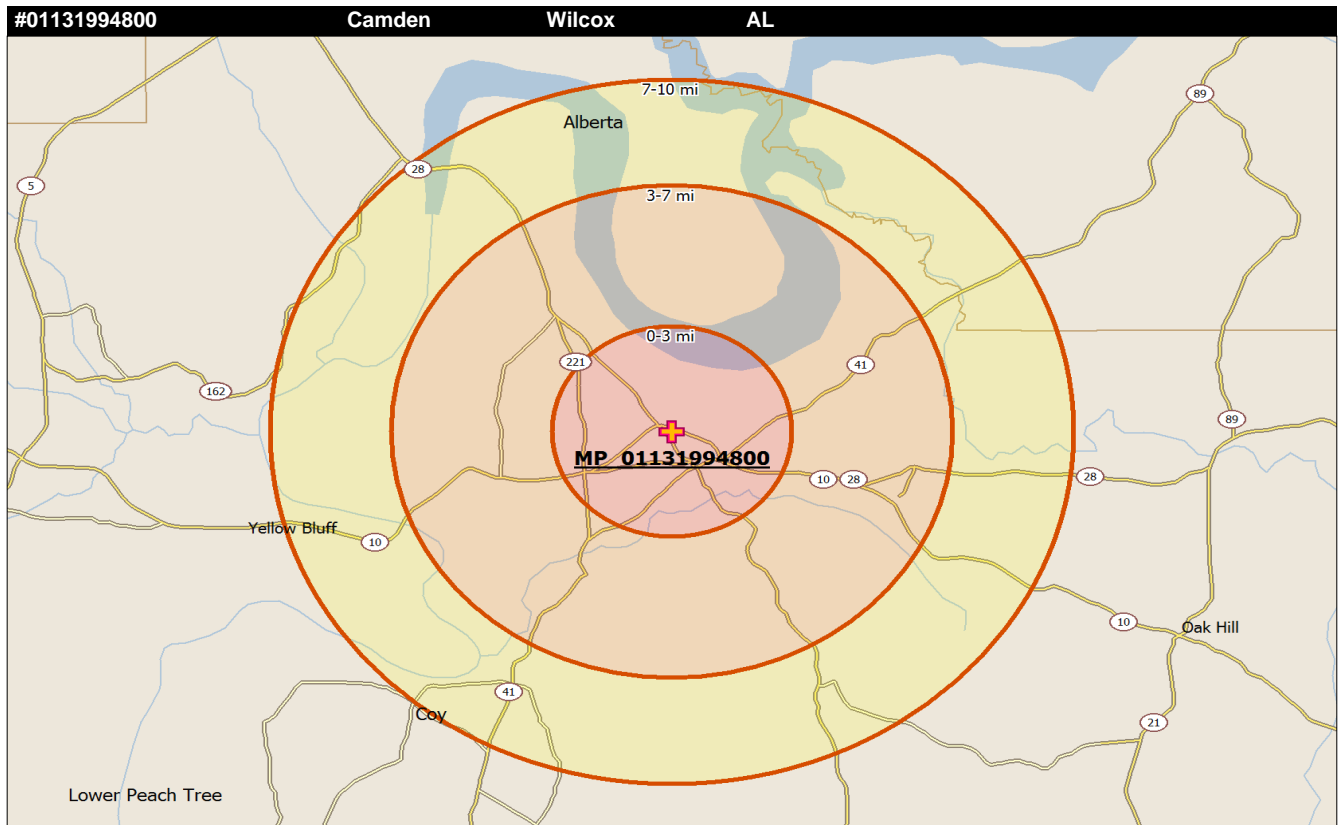 #01131994800 Camden Wilcox AL
7-10 mi
89
Alberta
28
5
3-7 mi
0-3 mi
221
41
162
89
MP 01131994800
10
28
28
Yellow Bluff
10
10
Oak Hill
41
Coy
21
Lower Peach Tree